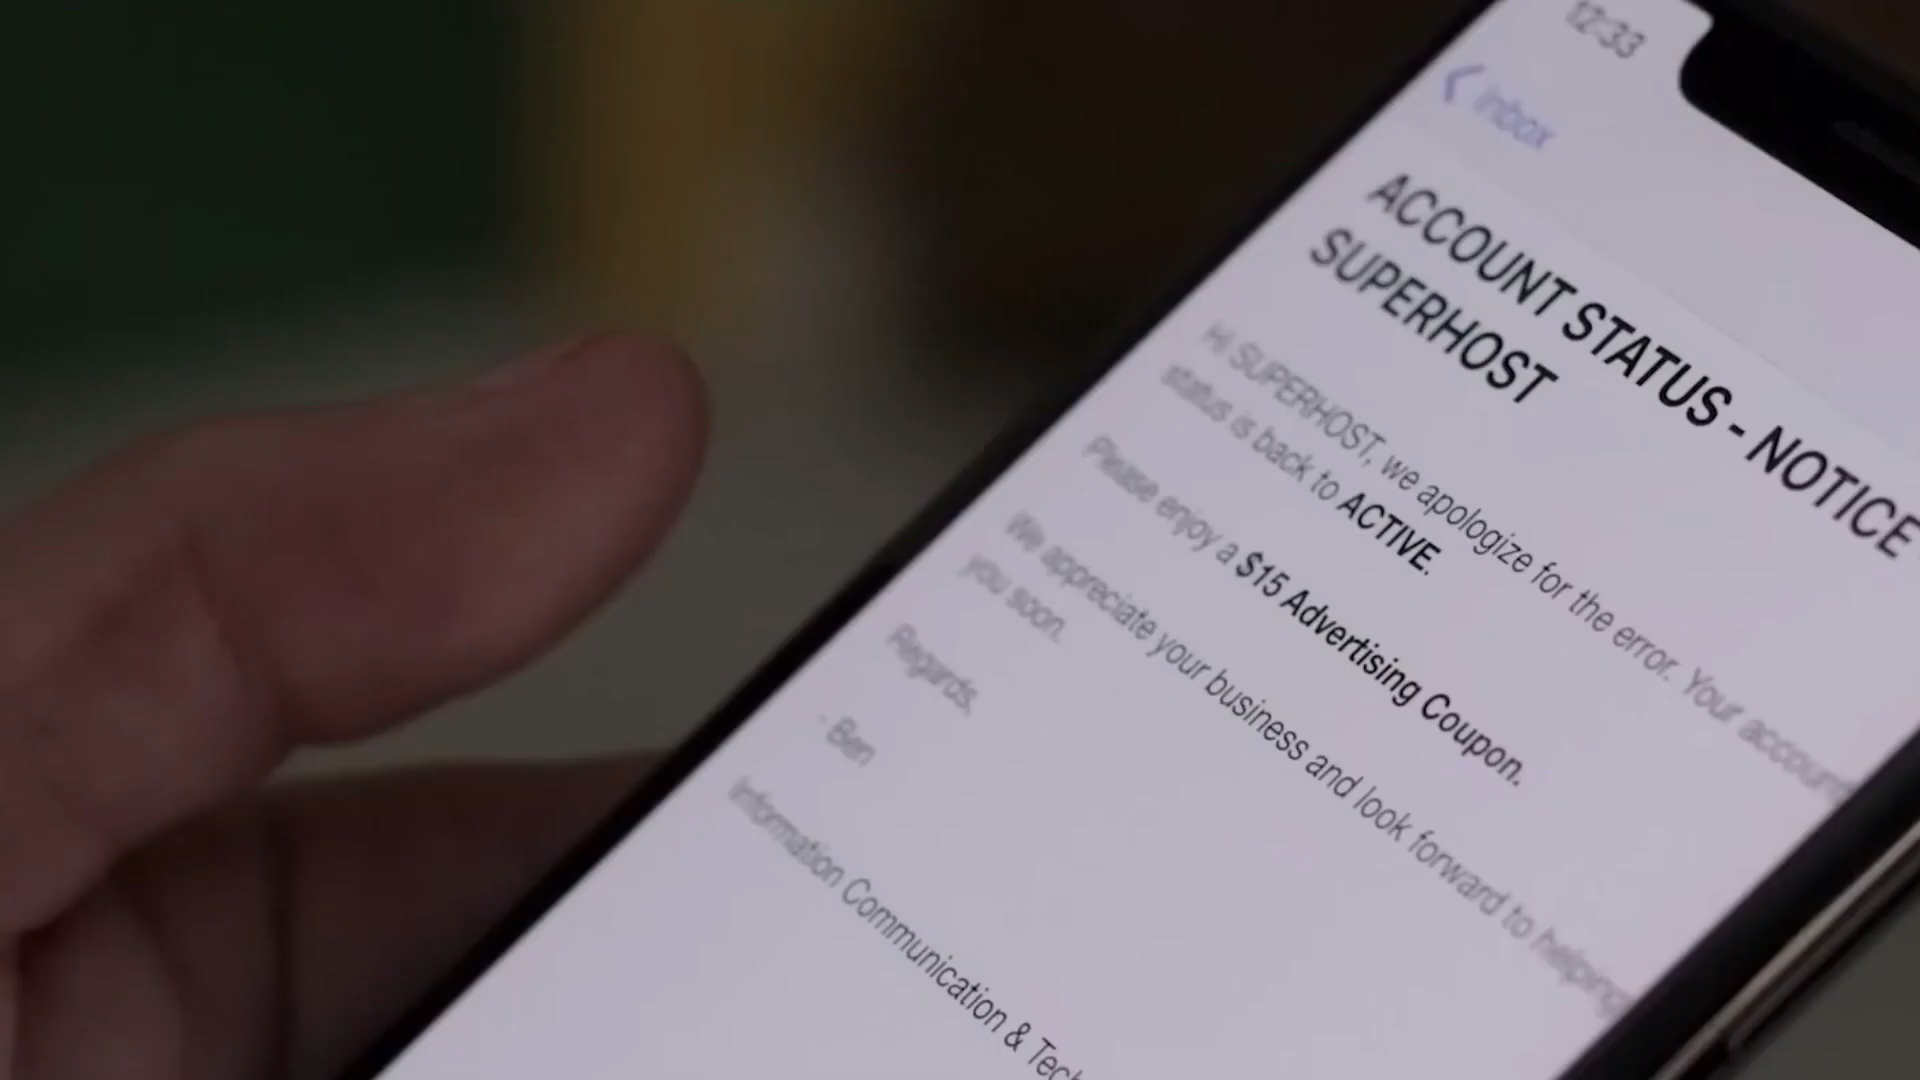 12:33
Inbox
ACCOUNT STATUS - NOTICE
SUPERHOST
Hi SUPERHOST, we apologize for the error. Your account
status is back to ACTIVE.
Please enjoy a $15 Advertising Coupon.
We appreciate your business and look forward to helping
you soon.
Regards,
- Ben
Information Communication & Tech